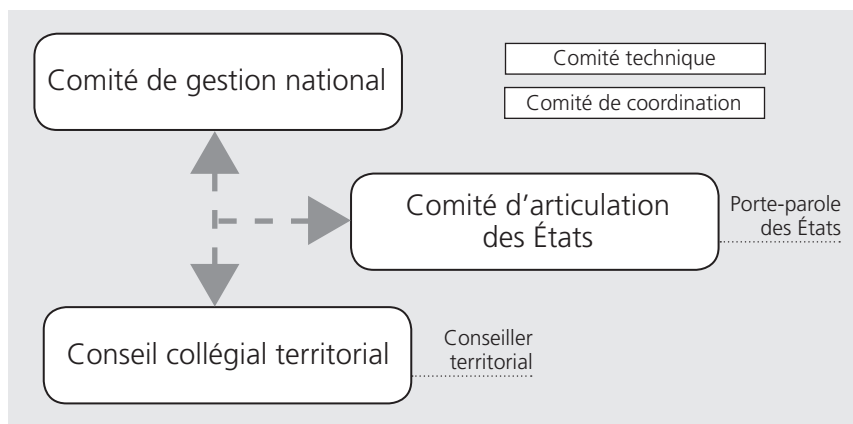 Comité de gestion national
Comité technique
Comité de coordination
Comité d’articulation
des États
Porte-parole
des États
Conseil collégial territorial
Conseiller
territorial